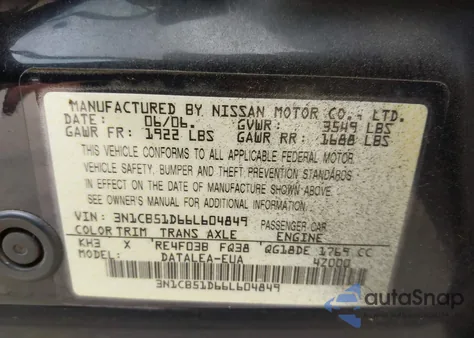 MANUFACTURED BY NISSAN MOTOR CO., LTD.
DATE: 06/06. GVWR: 3549 LBS
GAWR FR: 1922 LBS GAWR RR: 1688 LBS
THIS VEHICLE CONFORMS TO ALL APPLICABLE FEDERAL MOTOR
VEHICLE SAFETY, BUMPER AND THEFT PREVENTION STANDARDS
IN EFFECT ON THE DATE OF MANUFACTURE SHOWN ABOVE.
SEE OWNER'S MANUAL FOR ADDITIONAL INFORMATION
VIN: 3N1CB51D66L604849 PASSENGER CAR
COLOR TRIM TRANS AXLE ENGINE
KH3 X RE4F03B FQ38 QG18DE 1769 CC
MODEL: DATALEA-EUA 47000
3N1CB51D66L604849
autoSnap